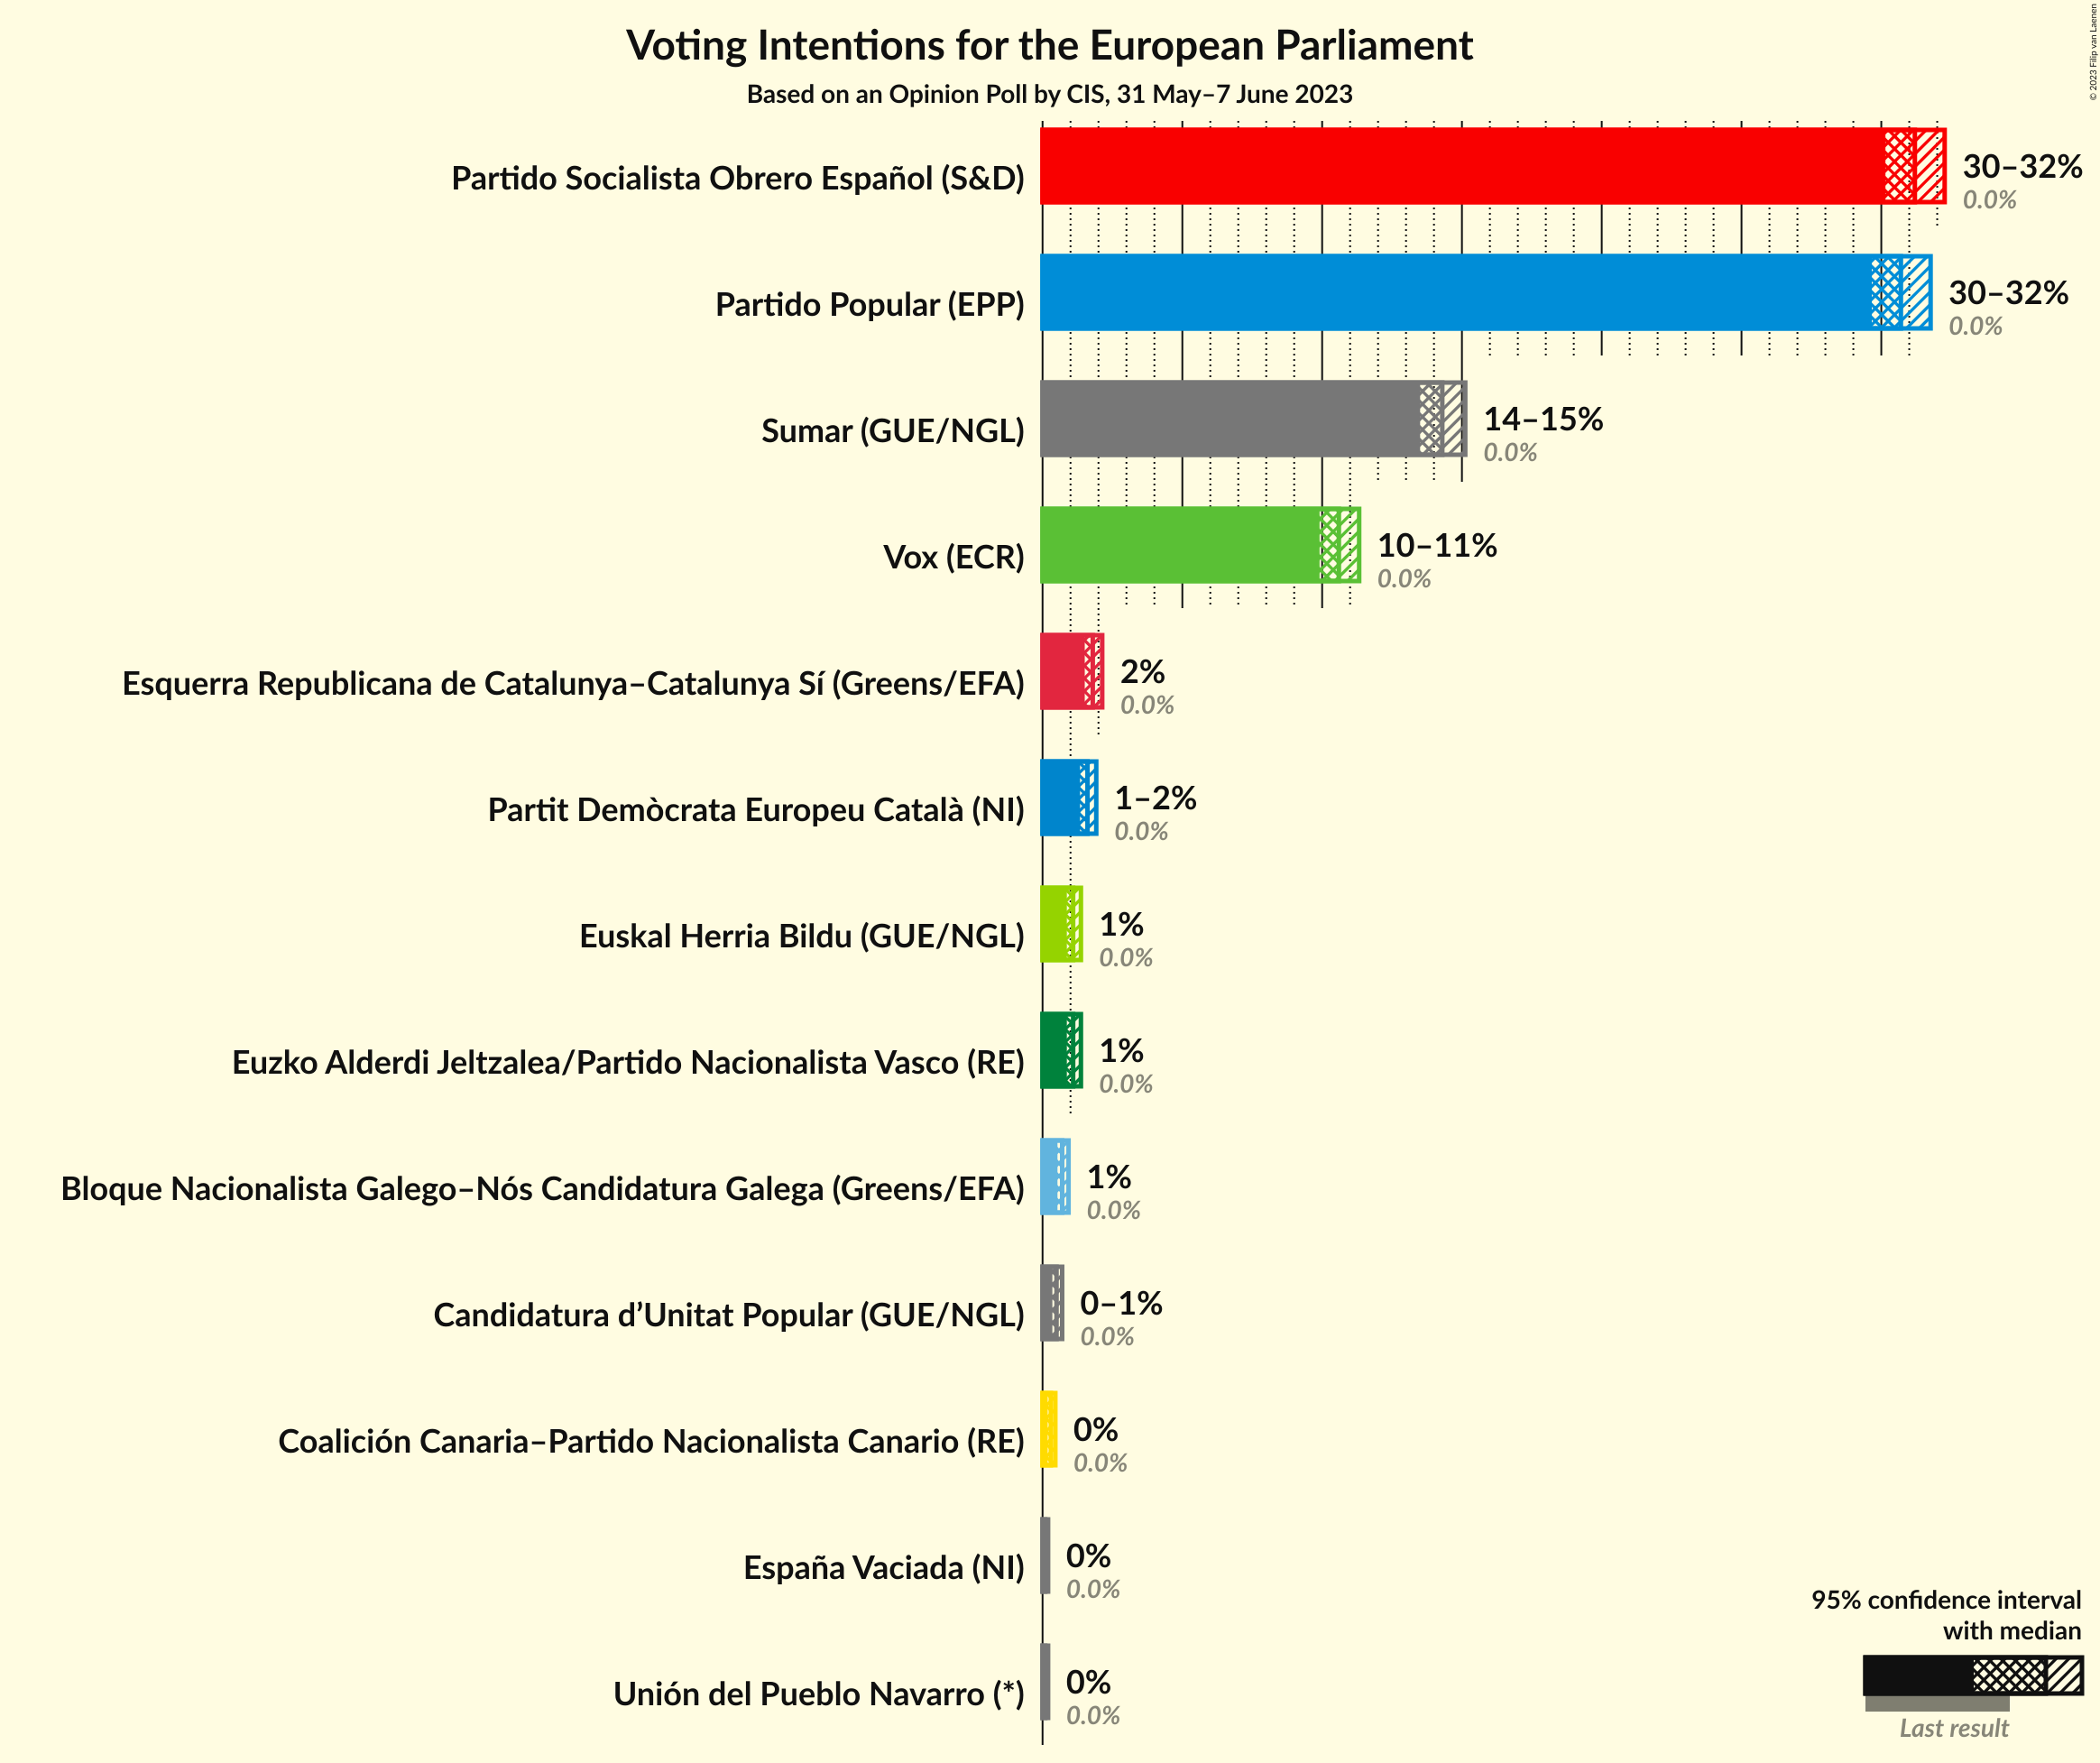 Voting Intentions for the European Parliament
Based on an Opinion Poll by CIS, 31 May–7 June 2023
© 2023 Filip van Laenen
Partido Socialista Obrero Español (S&D)
30–32%
0.0%
Partido Popular (EPP)
30–32%
0.0%
Sumar (GUE/NGL)
14–15%
0.0%
Vox (ECR)
10–11%
0.0%
Esquerra Republicana de Catalunya–Catalunya Sí (Greens/EFA)
2%
0.0%
Partit Demòcrata Europeu Català (NI)
1–2%
0.0%
Euskal Herria Bildu (GUE/NGL)
1%
0.0%
Euzko Alderdi Jeltzalea/Partido Nacionalista Vasco (RE)
1%
0.0%
Bloque Nacionalista Galego–Nós Candidatura Galega (Greens/EFA)
1%
0.0%
Candidatura d’Unitat Popular (GUE/NGL)
0–1%
0.0%
Coalición Canaria–Partido Nacionalista Canario (RE)
0%
0.0%
España Vaciada (NI)
0%
0.0%
Unión del Pueblo Navarro (*)
0%
0.0%
95% confidence interval
with median
Last result